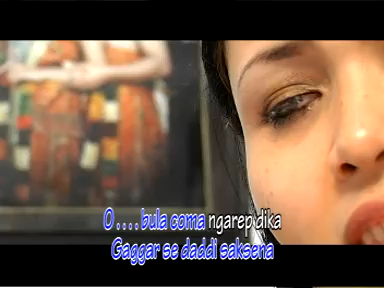 O . . . . bula coma ngarep dika
Gaggar se daddi saksena